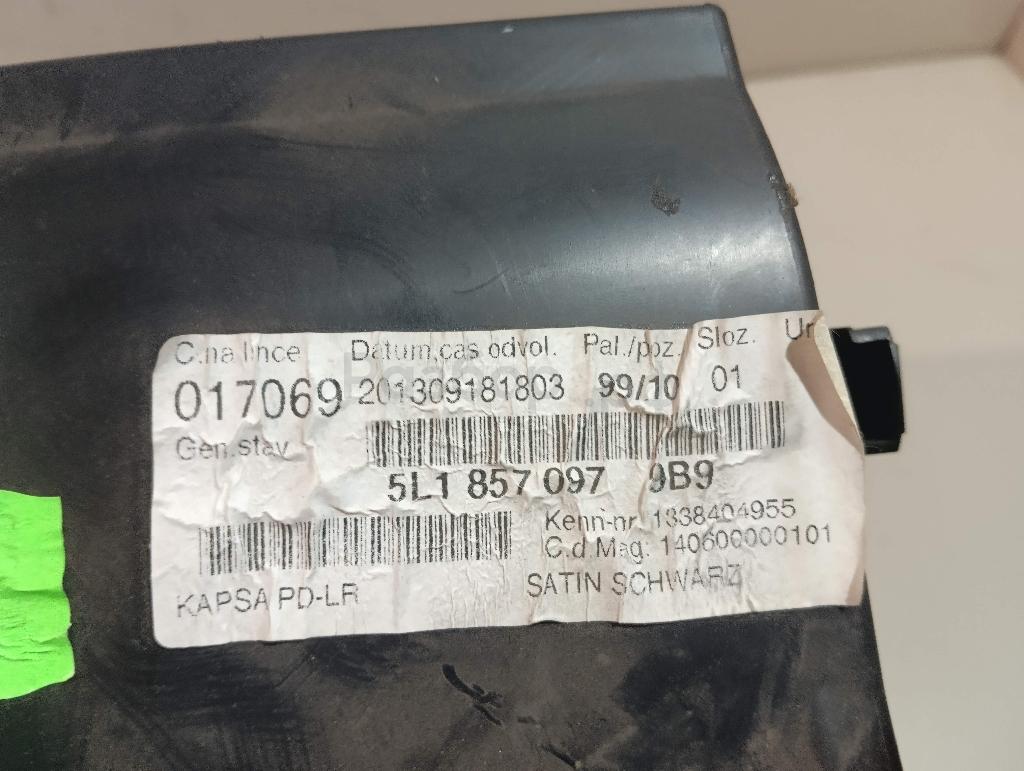 C.na lince Datum,cas odvol. Pal./poz. Sloz.
017069 201309181803 99/10 01
Gen.stav
5L1 857 097 9B9
Kenn-nr. 1338404955
C.d.Mag. 140600000101
KAPSA PD-LR SATIN SCHWARZ